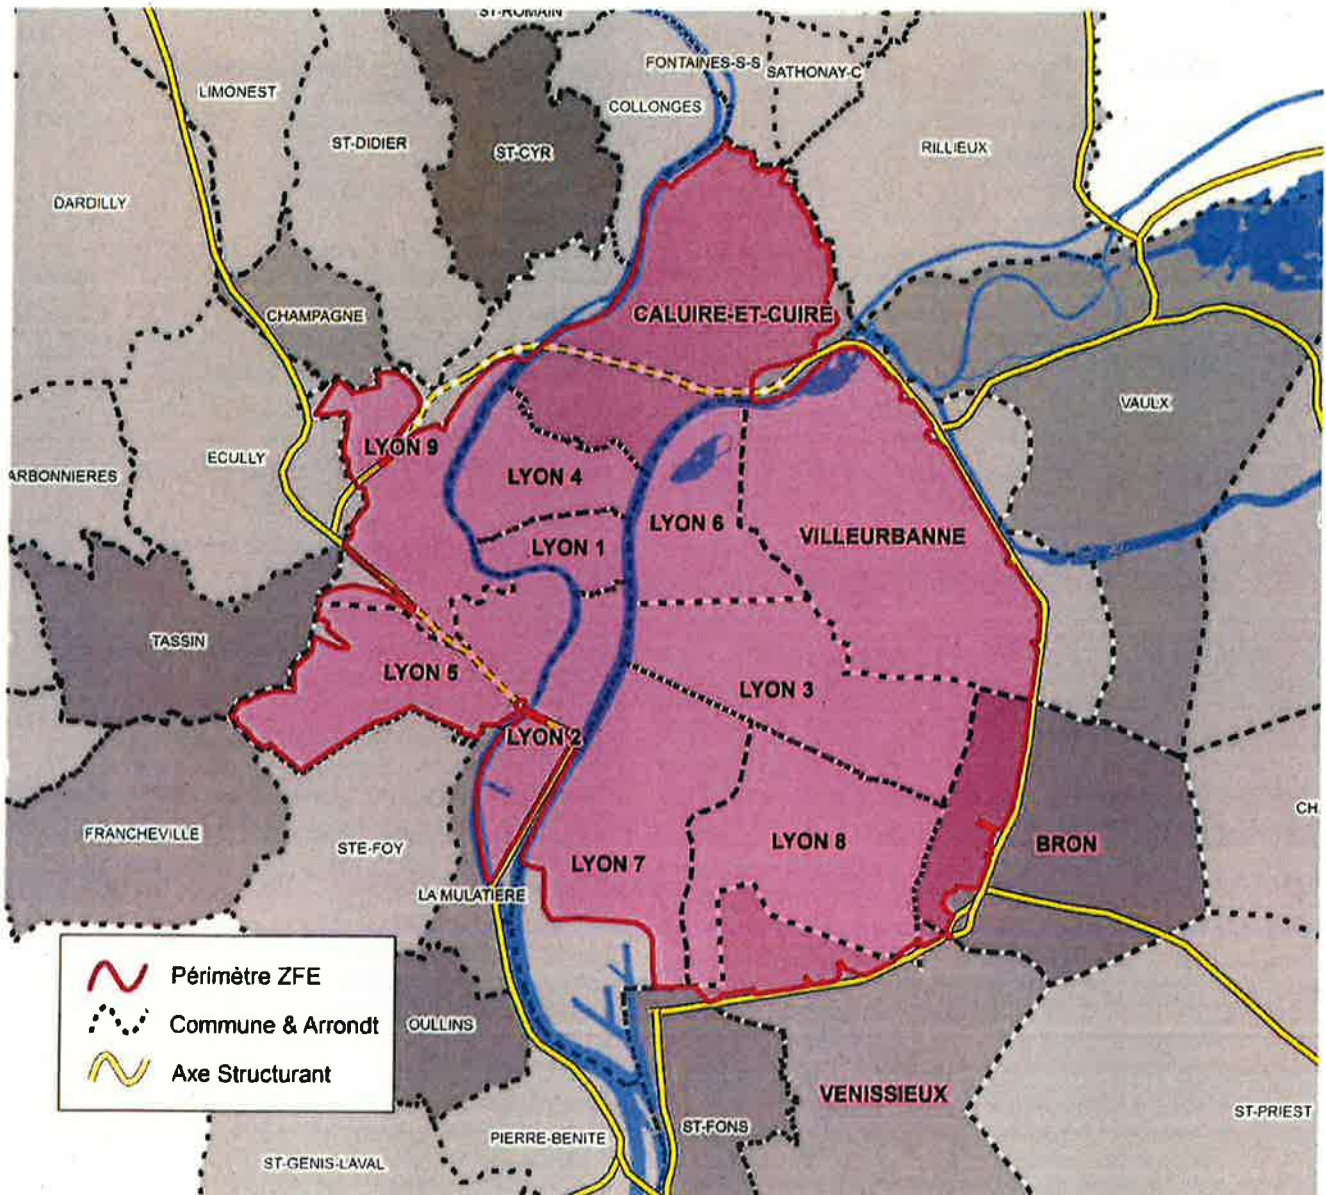 ST-ROMAIN
FONTAINES-S-S
SATHONAY-C
LIMONEST
COLLONGES
ST-DIDIER
ST-CYR
RILLIEUX
DARDILLY
CHAMPAGNE
CALUIRE-ET-CUIRE
VAULX
LYON 9
ECULLY
ARBONNIERES
LYON 4
LYON 6
VILLEURBANNE
LYON 1
TASSIN
LYON 5
LYON 3
LYON 2
FRANCHEVILLE
STE-FOY
LYON 7
LYON 8
BRON
CH
LA MULATIERE
Périmètre ZFE
Commune & Arrondt
Axe Structurant
OULLINS
VENISSIEUX
ST-PRIEST
PIERRE-BENITE
ST-FONS
ST-GENIS-LAVAL